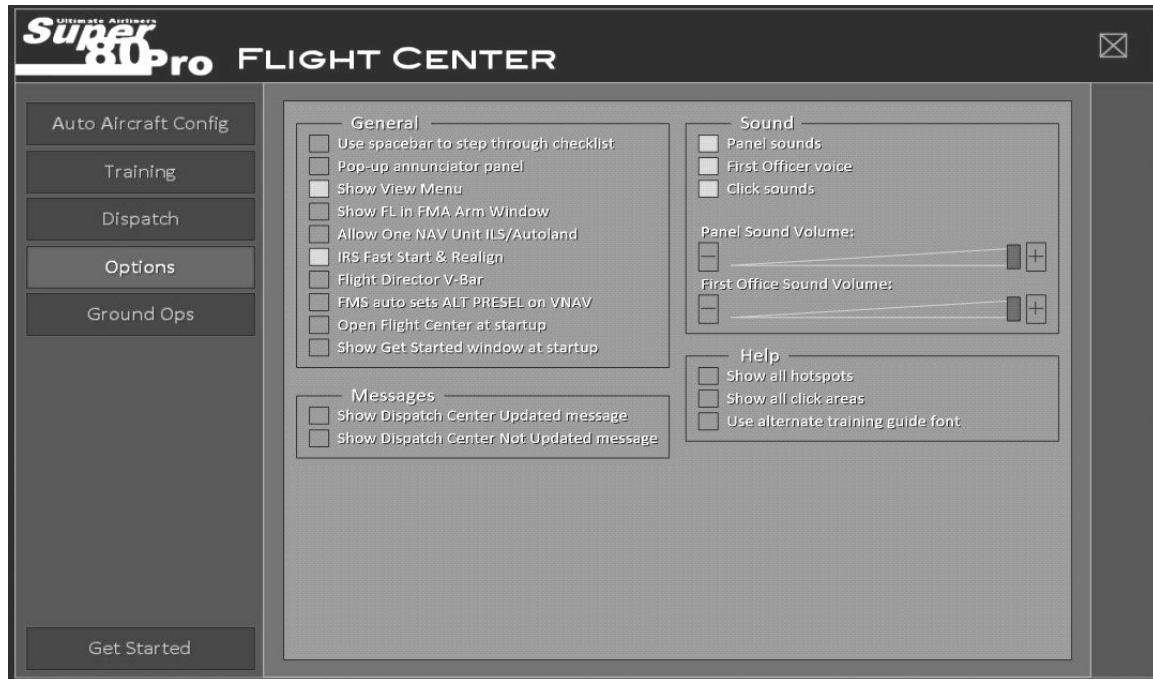 Ultimate Airliners
Super
80Pro FLIGHT CENTER
Auto Aircraft Config
Training
Dispatch
Options
Ground Ops
Get Started
General
Use spacebar to step through checklist
Pop-up annunciator panel
Show View Menu
Show FL in FMA Arm Window
Allow One NAV Unit ILS/Autoland
IRS Fast Start & Realign
Flight Director V-Bar
FMS auto sets ALT PRESEL on VNAV
Open Flight Center at startup
Show Get Started window at startup
Messages
Show Dispatch Center Updated message
Show Dispatch Center Not Updated message
Sound
Panel sounds
First Officer voice
Click sounds
Panel Sound Volume:
First Office Sound Volume:
Help
Show all hotspots
Show all click areas
Use alternate training guide font